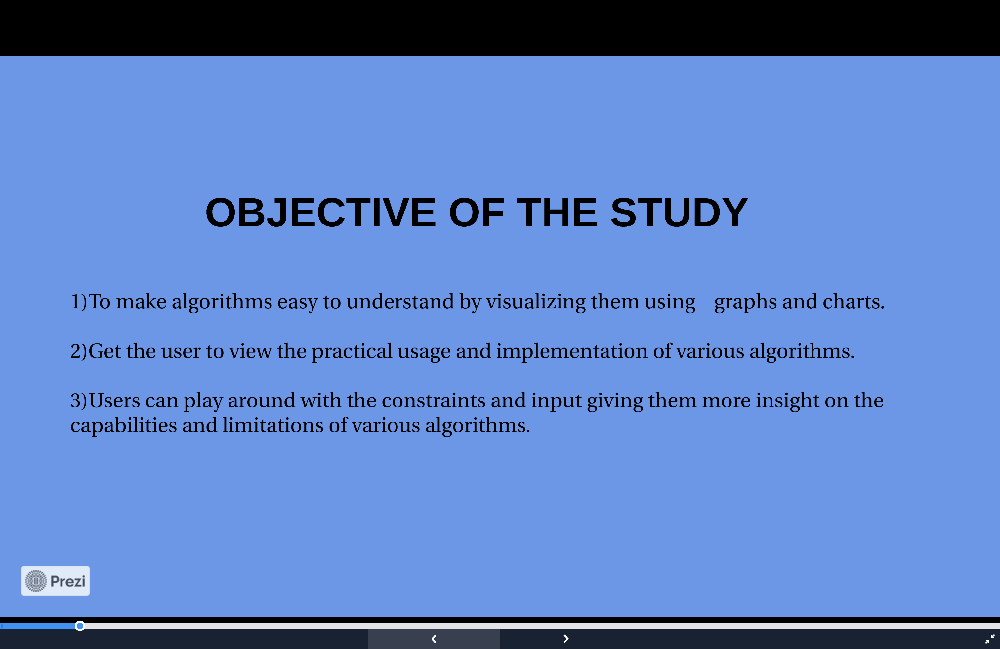 OBJECTIVE OF THE STUDY
1)To make algorithms easy to understand by visualizing them using    graphs and charts.
2)Get the user to view the practical usage and implementation of various algorithms.
3)Users can play around with the constraints and input giving them more insight on the
capabilities and limitations of various algorithms.
Prezi